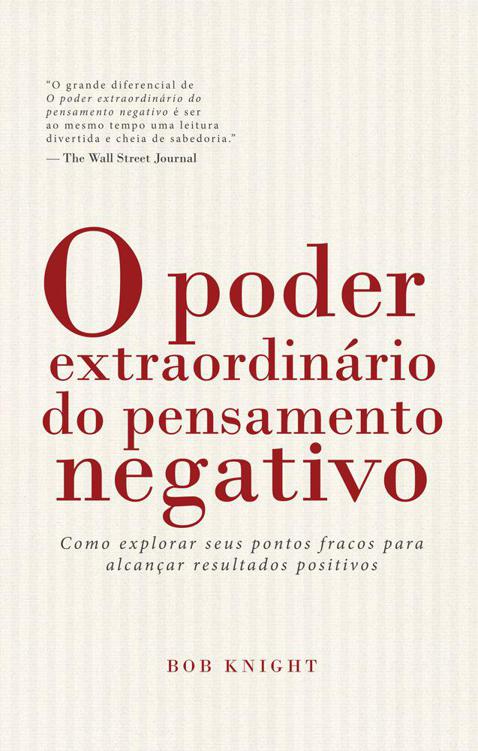 “O grande diferencial de
O poder extraordinário do
pensamento negativo é ser
ao mesmo tempo uma leitura
divertida e cheia de sabedoria.”
— The Wall Street Journal
O poder
extraordinário
do pensamento
negativo
Como explorar seus pontos fracos para
alcançar resultados positivos
BOB KNIGHT